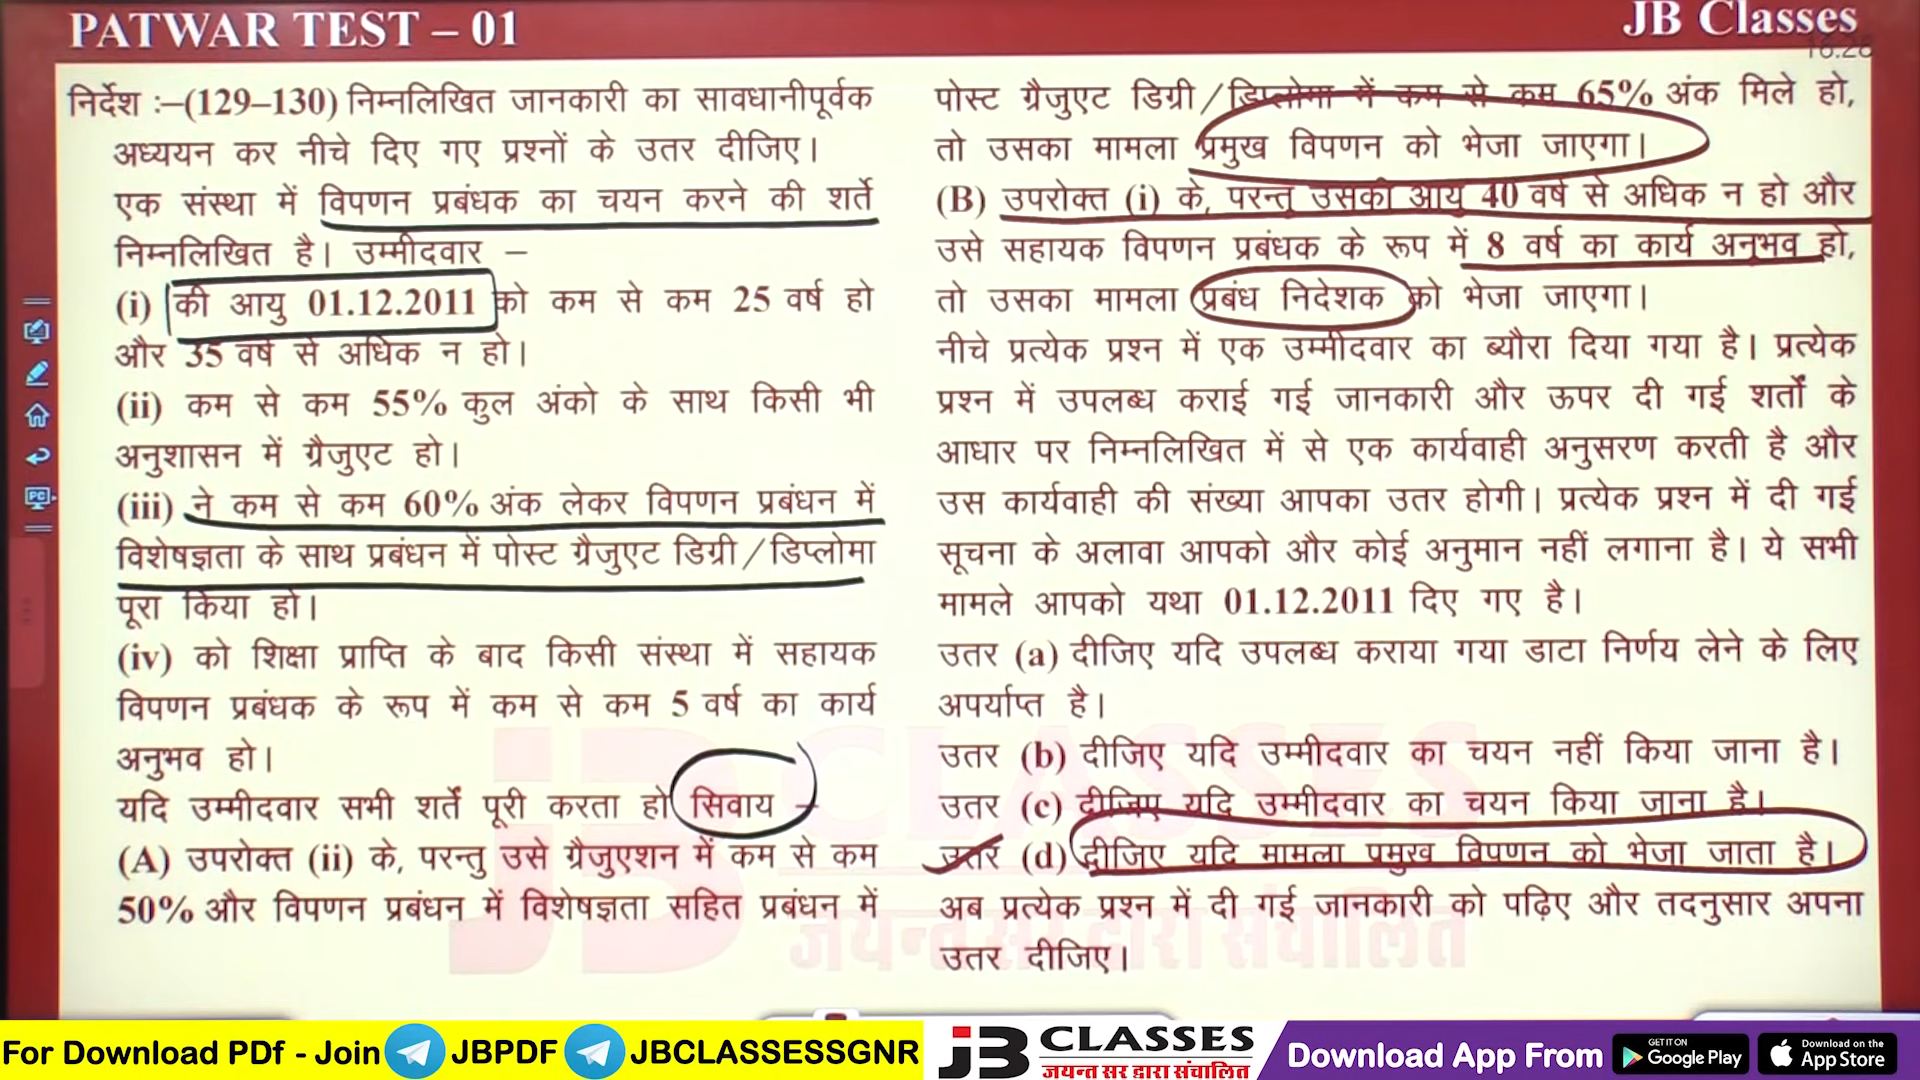 PATWAR TEST – 01
JB Classes
16:28
निर्देश :–(129–130) निम्नलिखित जानकारी का सावधानीपूर्वक
अध्ययन कर नीचे दिए गए प्रश्नों के उतर दीजिए।
एक संस्था में विपणन प्रबंधक का चयन करने की शर्ते
निम्नलिखित है। उम्मीदवार –
(i) की आयु 01.12.2011 को कम से कम 25 वर्ष हो
और 35 वर्ष से अधिक न हो।
(ii) कम से कम 55% कुल अंको के साथ किसी भी
अनुशासन में ग्रैजुएट हो।
(iii) ने कम से कम 60% अंक लेकर विपणन प्रबंधन में
विशेषज्ञता के साथ प्रबंधन में पोस्ट ग्रैजुएट डिग्री/डिप्लोमा
पूरा किया हो।
(iv) को शिक्षा प्राप्ति के बाद किसी संस्था में सहायक
विपणन प्रबंधक के रूप में कम से कम 5 वर्ष का कार्य
अनुभव हो।
यदि उम्मीदवार सभी शर्तें पूरी करता हो सिवाय –
(A) उपरोक्त (ii) के, परन्तु उसे ग्रैजुएशन में कम से कम
50% और विपणन प्रबंधन में विशेषज्ञता सहित प्रबंधन में
पोस्ट ग्रैजुएट डिग्री/डिप्लोमा में कम से कम 65% अंक मिले हो,
तो उसका मामला प्रमुख विपणन को भेजा जाएगा।
(B) उपरोक्त (i) के, परन्तु उसकी आयु 40 वर्ष से अधिक न हो और
उसे सहायक विपणन प्रबंधक के रूप में 8 वर्ष का कार्य अनुभव हो,
तो उसका मामला प्रबंध निदेशक को भेजा जाएगा।
नीचे प्रत्येक प्रश्न में एक उम्मीदवार का ब्यौरा दिया गया है। प्रत्येक
प्रश्न में उपलब्ध कराई गई जानकारी और ऊपर दी गई शर्तों के
आधार पर निम्नलिखित में से एक कार्यवाही अनुसरण करती है और
उस कार्यवाही की संख्या आपका उतर होगी। प्रत्येक प्रश्न में दी गई
सूचना के अलावा आपको और कोई अनुमान नहीं लगाना है। ये सभी
मामले आपको यथा 01.12.2011 दिए गए है।
उतर (a) दीजिए यदि उपलब्ध कराया गया डाटा निर्णय लेने के लिए
अपर्याप्त है।
उतर (b) दीजिए यदि उम्मीदवार का चयन नहीं किया जाना है।
उतर (c) दीजिए यदि उम्मीदवार का चयन किया जाना है।
उतर (d) दीजिए यदि मामला प्रमुख विपणन को भेजा जाता है।
अब प्रत्येक प्रश्न में दी गई जानकारी को पढ़िए और तदनुसार अपना
उतर दीजिए।
JB CLASSES
जयन्त सर द्वारा संचालित
PC
For Download PDf - Join JBPDF JBCLASSESSGNR
JB CLASSES
जयन्त सर द्वारा संचालित
Download App From
GET IT ON
Google Play
Download on the
App Store